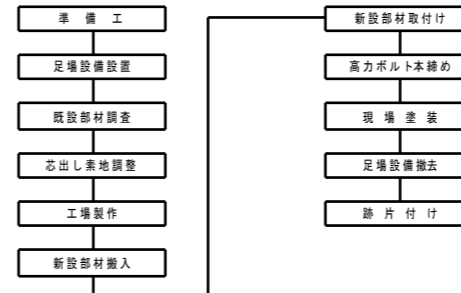 準 備 工
足場設備設置
既設部材調査
芯出し素地調整
工場製作
新設部材搬入
新設部材取付け
高力ボルト本締め
現 場 塗 装
足場設備撤去
跡 片 付 け